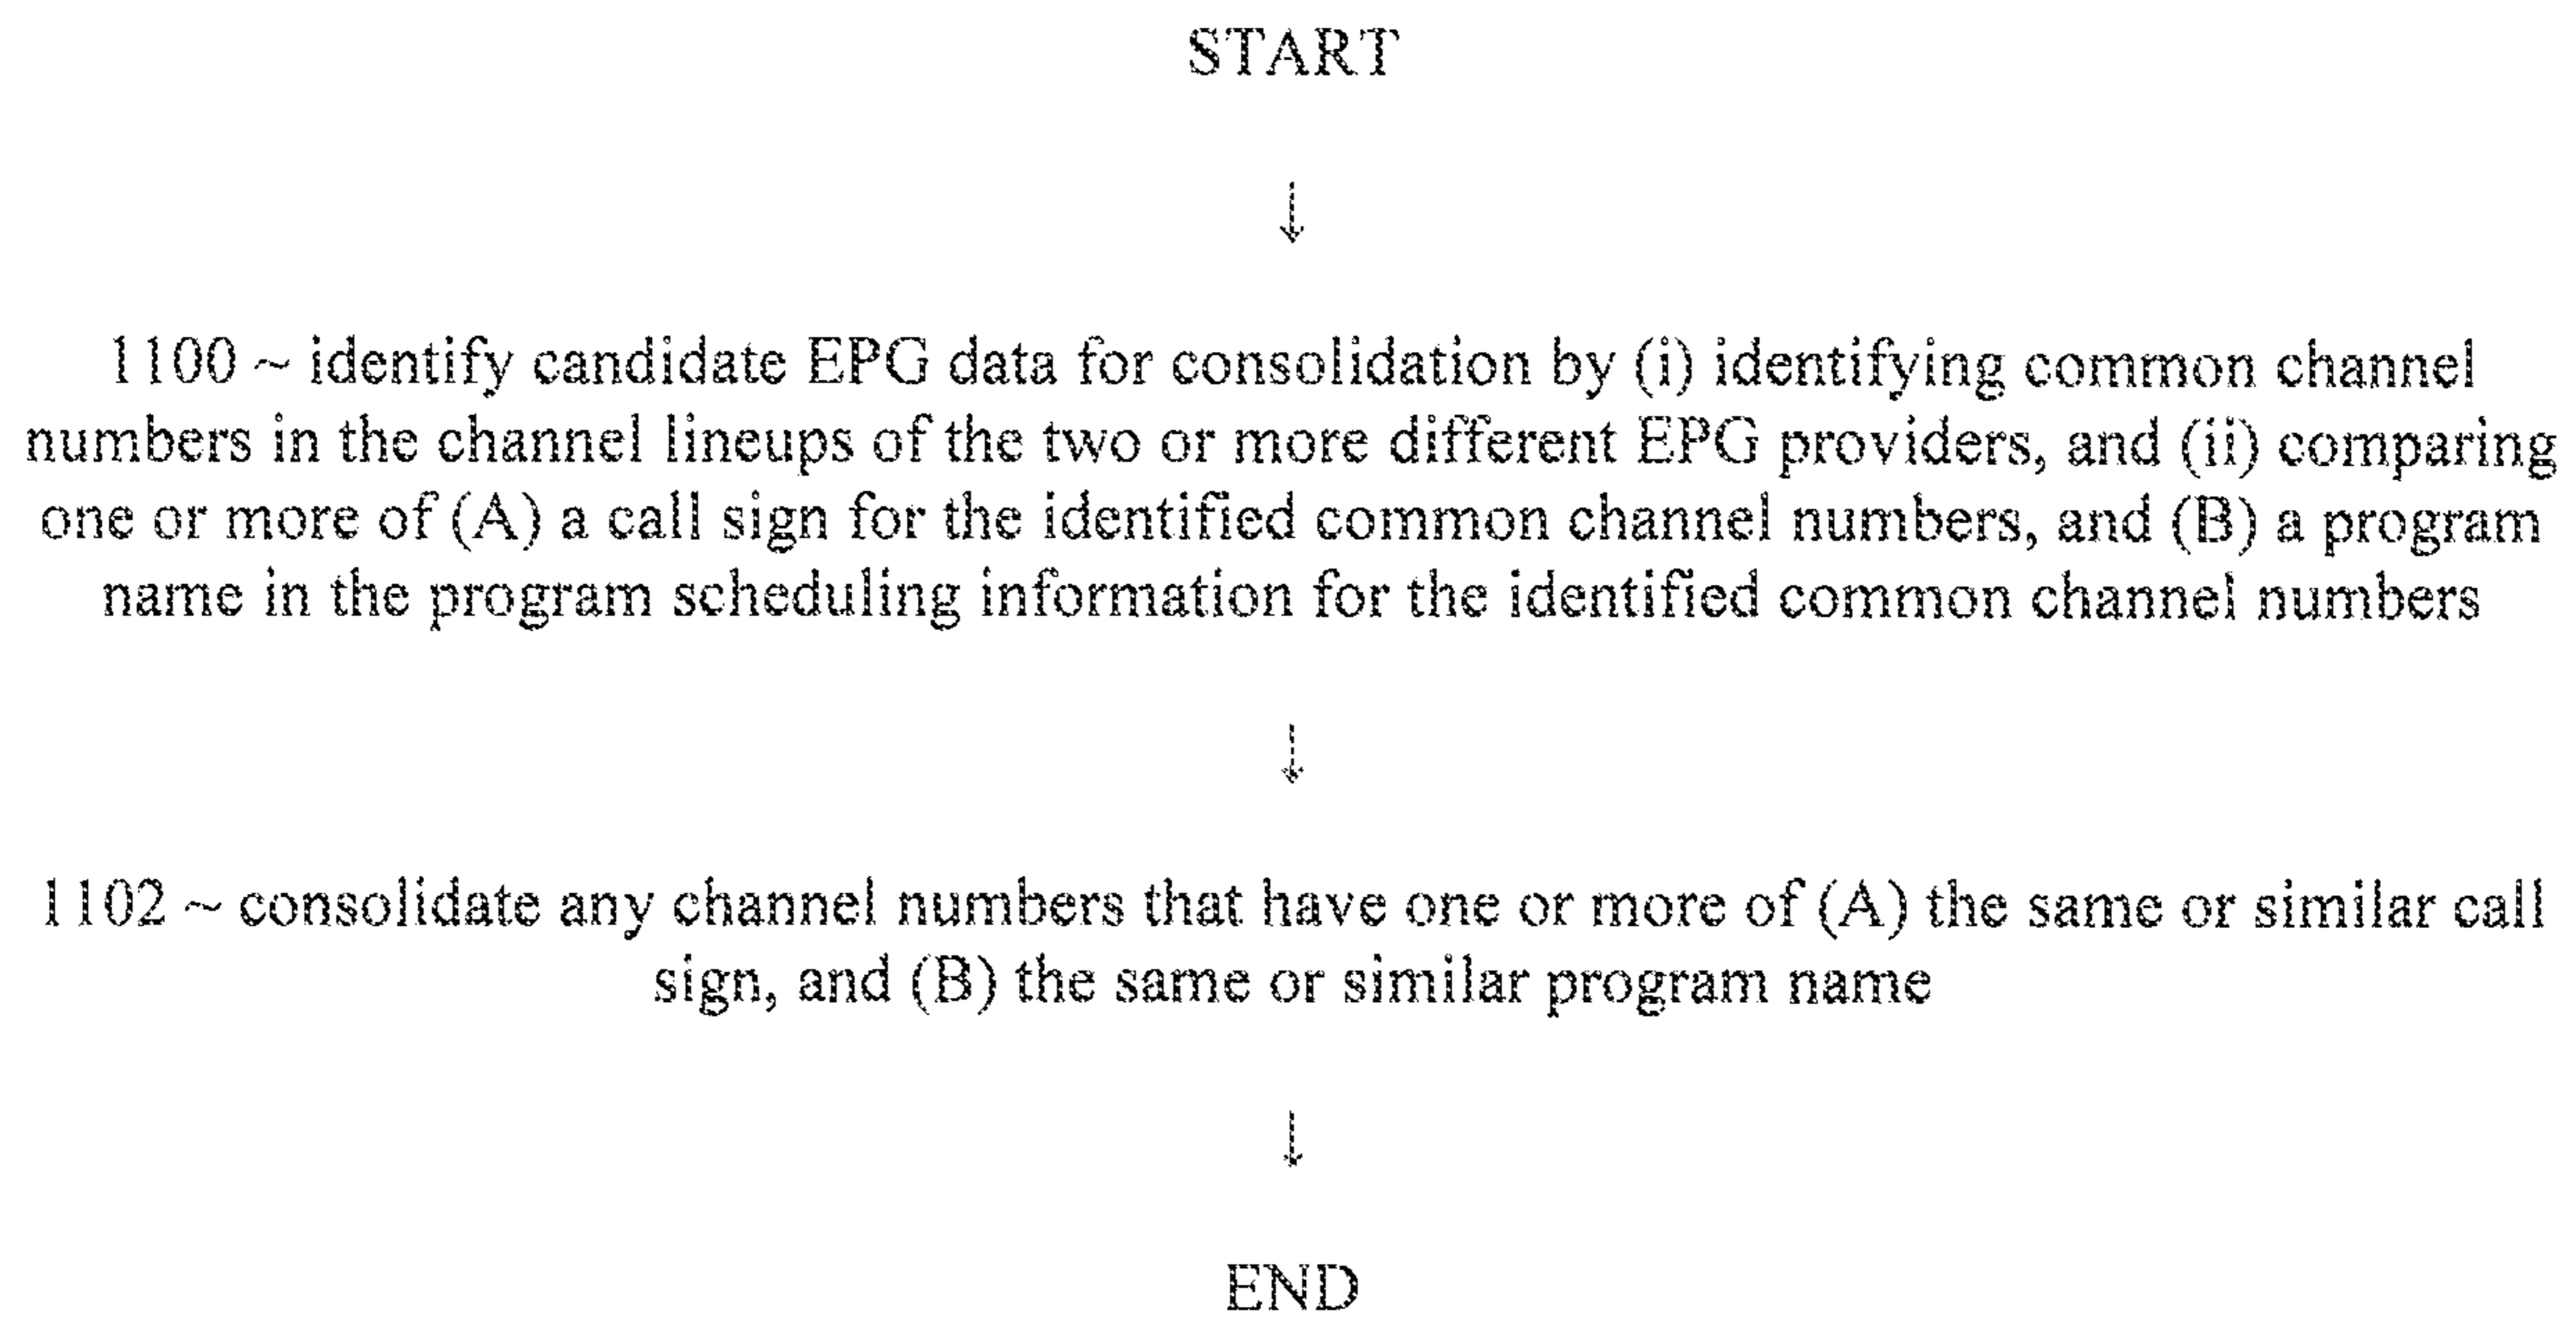 START
↓
1100 ~ identify candidate EPG data for consolidation by (i) identifying common channel
numbers in the channel lineups of the two or more different EPG providers, and (ii) comparing
one or more of (A) a call sign for the identified common channel numbers, and (B) a program
name in the program scheduling information for the identified common channel numbers
↓
1102 ~ consolidate any channel numbers that have one or more of (A) the same or similar call
sign, and (B) the same or similar program name
↓
END